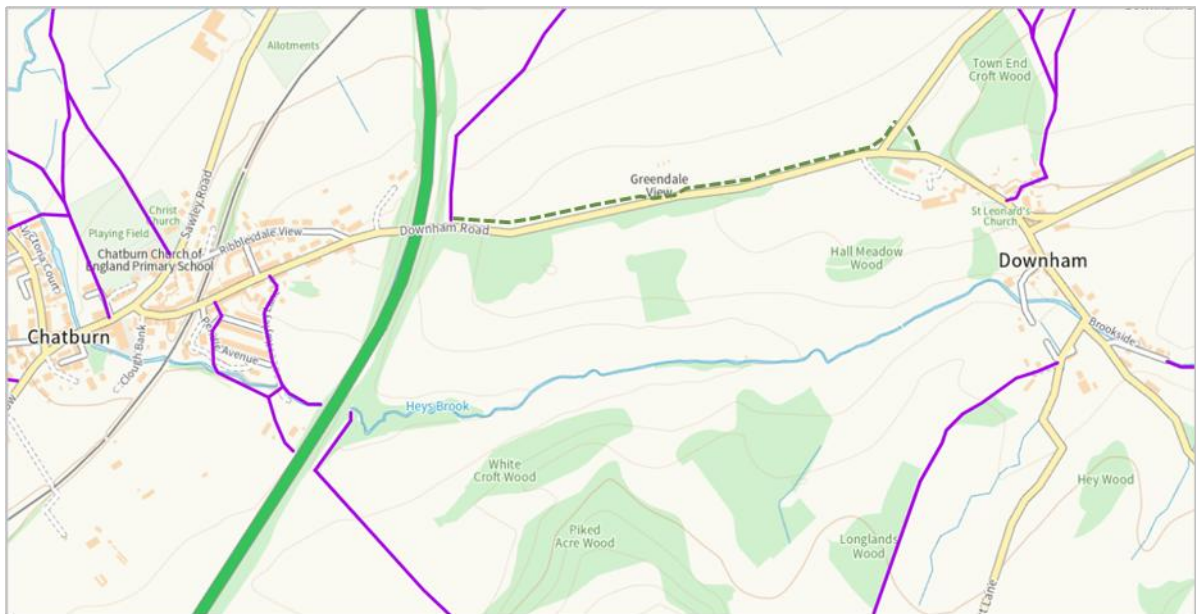 Allotments
Town End
Croft Wood
Sawley Road
Christ
Church
Playing Field
Ribblesdale View
Downham Road
Greendale
View
St Leonard's
Church
Chatburn Church of
England Primary School
Hall Meadow
Wood
Downham
Victoria Court
Chatburn
Clough Bank
Avenue
Brookside
Heys Brook
White
Croft Wood
Hey Wood
Piked
Acre Wood
Longlands
Wood
Lane